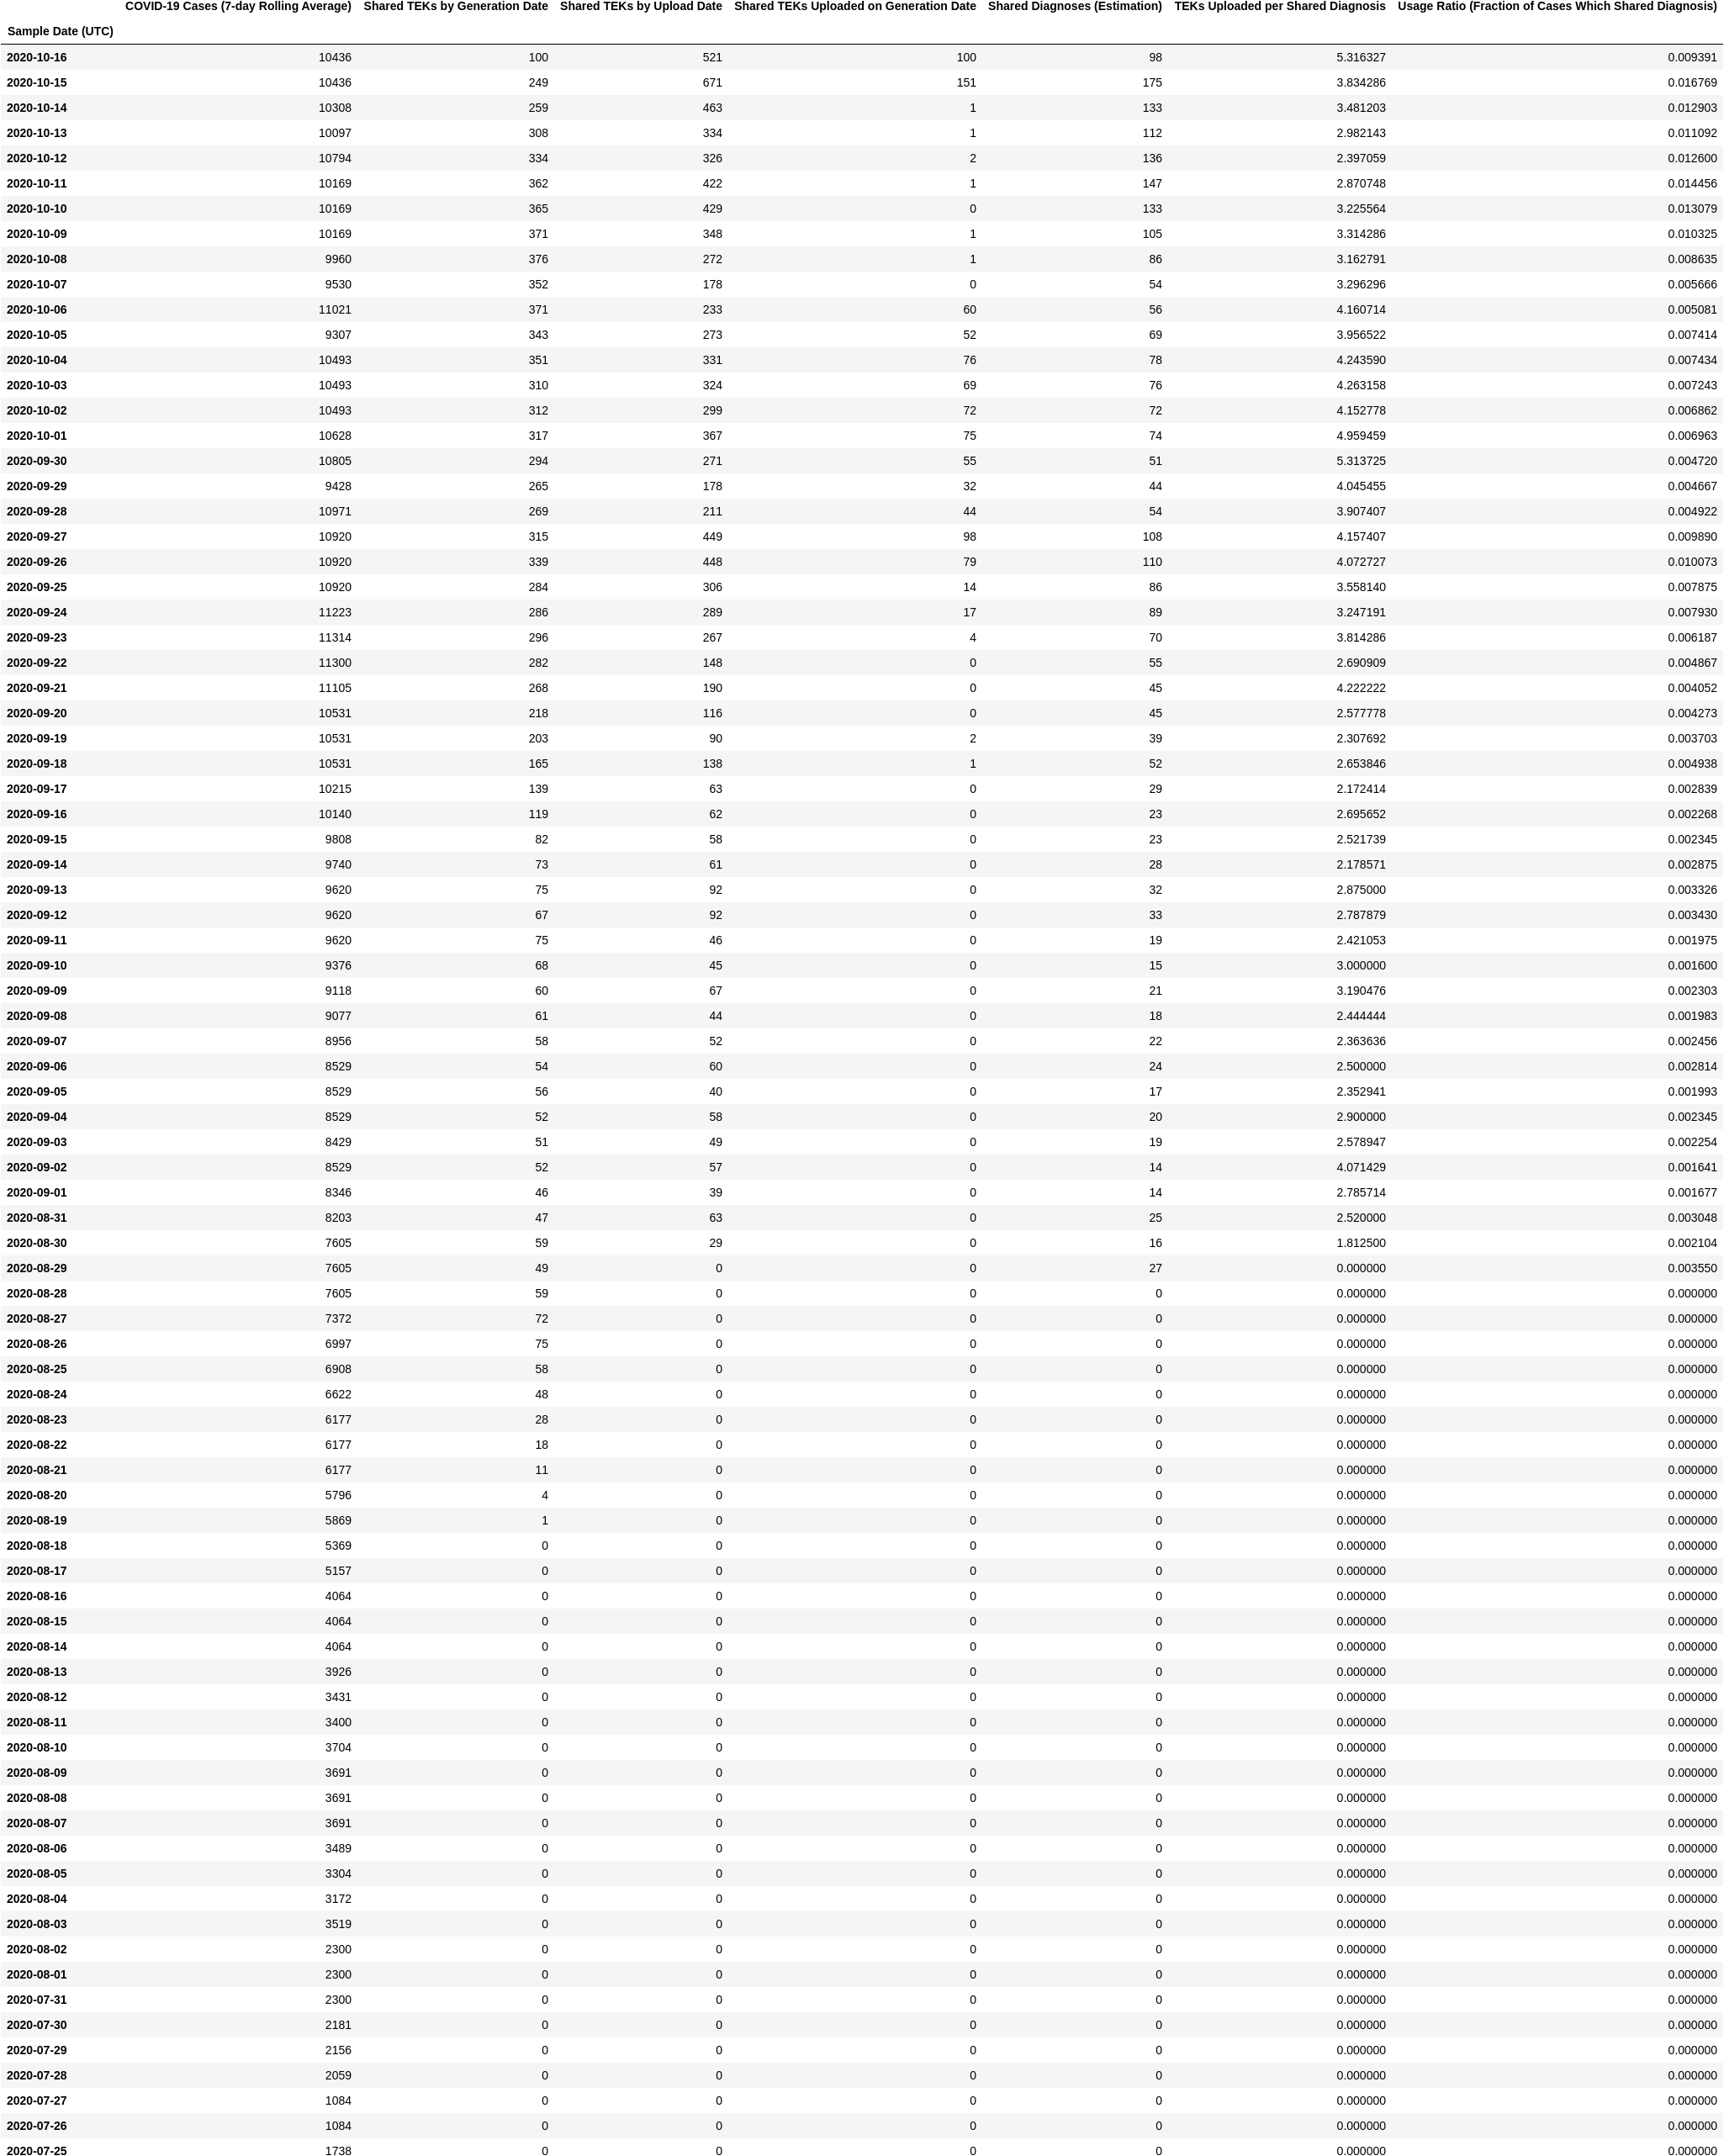 COVID-19 Cases (7-day Rolling Average) Shared TEKs by Generation Date Shared TEKs by Upload Date Shared TEKs Uploaded on Generation Date Shared Diagnoses (Estimation) TEKs Uploaded per Shared Diagnosis Usage Ratio (Fraction of Cases Which Shared Diagnosis)
Sample Date (UTC)
2020-10-16 10436 100 521 100 98 5.316327 0.009391
2020-10-15 10436 249 671 151 175 3.834286 0.016769
2020-10-14 10308 259 463 1 133 3.481203 0.012903
2020-10-13 10097 308 334 1 112 2.982143 0.011092
2020-10-12 10794 334 326 2 136 2.397059 0.012600
2020-10-11 10169 362 422 1 147 2.870748 0.014456
2020-10-10 10169 365 429 0 133 3.225564 0.013079
2020-10-09 10169 371 348 1 105 3.314286 0.010325
2020-10-08 9960 376 272 1 86 3.162791 0.008635
2020-10-07 9530 352 178 0 54 3.296296 0.005666
2020-10-06 11021 371 233 60 56 4.160714 0.005081
2020-10-05 9307 343 273 52 69 3.956522 0.007414
2020-10-04 10493 351 331 76 78 4.243590 0.007434
2020-10-03 10493 310 324 69 76 4.263158 0.007243
2020-10-02 10493 312 299 72 72 4.152778 0.006862
2020-10-01 10628 317 367 75 74 4.959459 0.006963
2020-09-30 10805 294 271 55 51 5.313725 0.004720
2020-09-29 9428 265 178 32 44 4.045455 0.004667
2020-09-28 10971 269 211 44 54 3.907407 0.004922
2020-09-27 10920 315 449 98 108 4.157407 0.009890
2020-09-26 10920 339 448 79 110 4.072727 0.010073
2020-09-25 10920 284 306 14 86 3.558140 0.007875
2020-09-24 11223 286 289 17 89 3.247191 0.007930
2020-09-23 11314 296 267 4 70 3.814286 0.006187
2020-09-22 11300 282 148 0 55 2.690909 0.004867
2020-09-21 11105 268 190 0 45 4.222222 0.004052
2020-09-20 10531 218 116 0 45 2.577778 0.004273
2020-09-19 10531 203 90 2 39 2.307692 0.003703
2020-09-18 10531 165 138 1 52 2.653846 0.004938
2020-09-17 10215 139 63 0 29 2.172414 0.002839
2020-09-16 10140 119 62 0 23 2.695652 0.002268
2020-09-15 9808 82 58 0 23 2.521739 0.002345
2020-09-14 9740 73 61 0 28 2.178571 0.002875
2020-09-13 9620 75 92 0 32 2.875000 0.003326
2020-09-12 9620 67 92 0 33 2.787879 0.003430
2020-09-11 9620 75 46 0 19 2.421053 0.001975
2020-09-10 9376 68 45 0 15 3.000000 0.001600
2020-09-09 9118 60 67 0 21 3.190476 0.002303
2020-09-08 9077 61 44 0 18 2.444444 0.001983
2020-09-07 8956 58 52 0 22 2.363636 0.002456
2020-09-06 8529 54 60 0 24 2.500000 0.002814
2020-09-05 8529 56 40 0 17 2.352941 0.001993
2020-09-04 8529 52 58 0 20 2.900000 0.002345
2020-09-03 8429 51 49 0 19 2.578947 0.002254
2020-09-02 8529 52 57 0 14 4.071429 0.001641
2020-09-01 8346 46 39 0 14 2.785714 0.001677
2020-08-31 8203 47 63 0 25 2.520000 0.003048
2020-08-30 7605 59 29 0 16 1.812500 0.002104
2020-08-29 7605 49 0 0 27 0.000000 0.003550
2020-08-28 7605 59 0 0 0 0.000000 0.000000
2020-08-27 7372 72 0 0 0 0.000000 0.000000
2020-08-26 6997 75 0 0 0 0.000000 0.000000
2020-08-25 6908 58 0 0 0 0.000000 0.000000
2020-08-24 6622 48 0 0 0 0.000000 0.000000
2020-08-23 6177 28 0 0 0 0.000000 0.000000
2020-08-22 6177 18 0 0 0 0.000000 0.000000
2020-08-21 6177 11 0 0 0 0.000000 0.000000
2020-08-20 5796 4 0 0 0 0.000000 0.000000
2020-08-19 5869 1 0 0 0 0.000000 0.000000
2020-08-18 5369 0 0 0 0 0.000000 0.000000
2020-08-17 5157 0 0 0 0 0.000000 0.000000
2020-08-16 4064 0 0 0 0 0.000000 0.000000
2020-08-15 4064 0 0 0 0 0.000000 0.000000
2020-08-14 4064 0 0 0 0 0.000000 0.000000
2020-08-13 3926 0 0 0 0 0.000000 0.000000
2020-08-12 3431 0 0 0 0 0.000000 0.000000
2020-08-11 3400 0 0 0 0 0.000000 0.000000
2020-08-10 3704 0 0 0 0 0.000000 0.000000
2020-08-09 3691 0 0 0 0 0.000000 0.000000
2020-08-08 3691 0 0 0 0 0.000000 0.000000
2020-08-07 3691 0 0 0 0 0.000000 0.000000
2020-08-06 3489 0 0 0 0 0.000000 0.000000
2020-08-05 3304 0 0 0 0 0.000000 0.000000
2020-08-04 3172 0 0 0 0 0.000000 0.000000
2020-08-03 3519 0 0 0 0 0.000000 0.000000
2020-08-02 2300 0 0 0 0 0.000000 0.000000
2020-08-01 2300 0 0 0 0 0.000000 0.000000
2020-07-31 2300 0 0 0 0 0.000000 0.000000
2020-07-30 2181 0 0 0 0 0.000000 0.000000
2020-07-29 2156 0 0 0 0 0.000000 0.000000
2020-07-28 2059 0 0 0 0 0.000000 0.000000
2020-07-27 1084 0 0 0 0 0.000000 0.000000
2020-07-26 1084 0 0 0 0 0.000000 0.000000
2020-07-25 1738 0 0 0 0 0.000000 0.000000